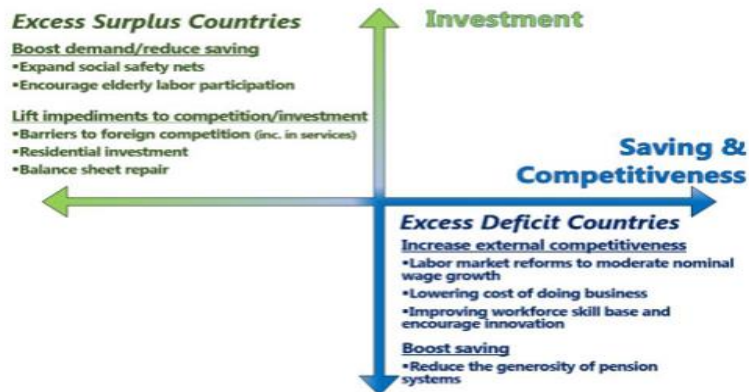 Excess Surplus Countries
Boost demand/reduce saving
▪Expand social safety nets
▪Encourage elderly labor participation
Lift impediments to competition/investment
▪Barriers to foreign competition (inc. in services)
▪Residential investment
▪Balance sheet repair
Investment
Saving &
Competitiveness
Excess Deficit Countries
Increase external competitiveness
▪Labor market reforms to moderate nominal
wage growth
▪Lowering cost of doing business
▪Improving workforce skill base and
encourage innovation
Boost saving
▪Reduce the generosity of pension
systems